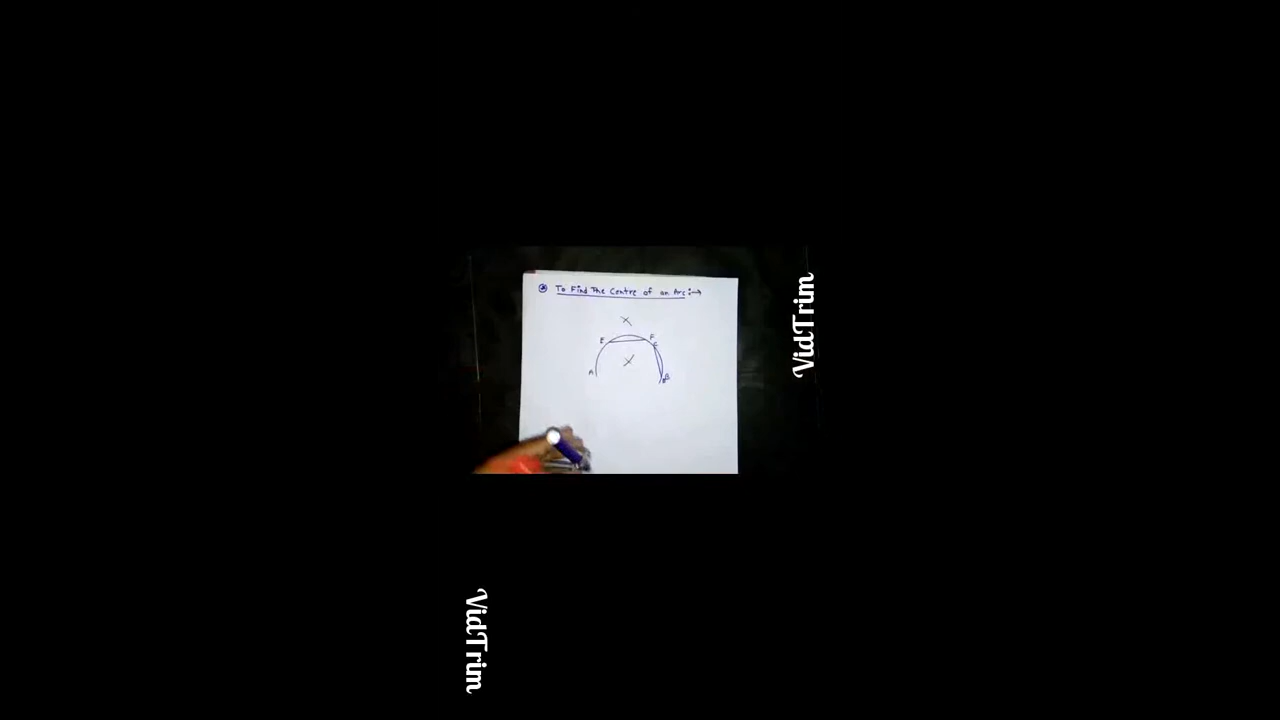 To Find The Centre of an Arc:→
E F
C
A B
VidTrim
VidTrim